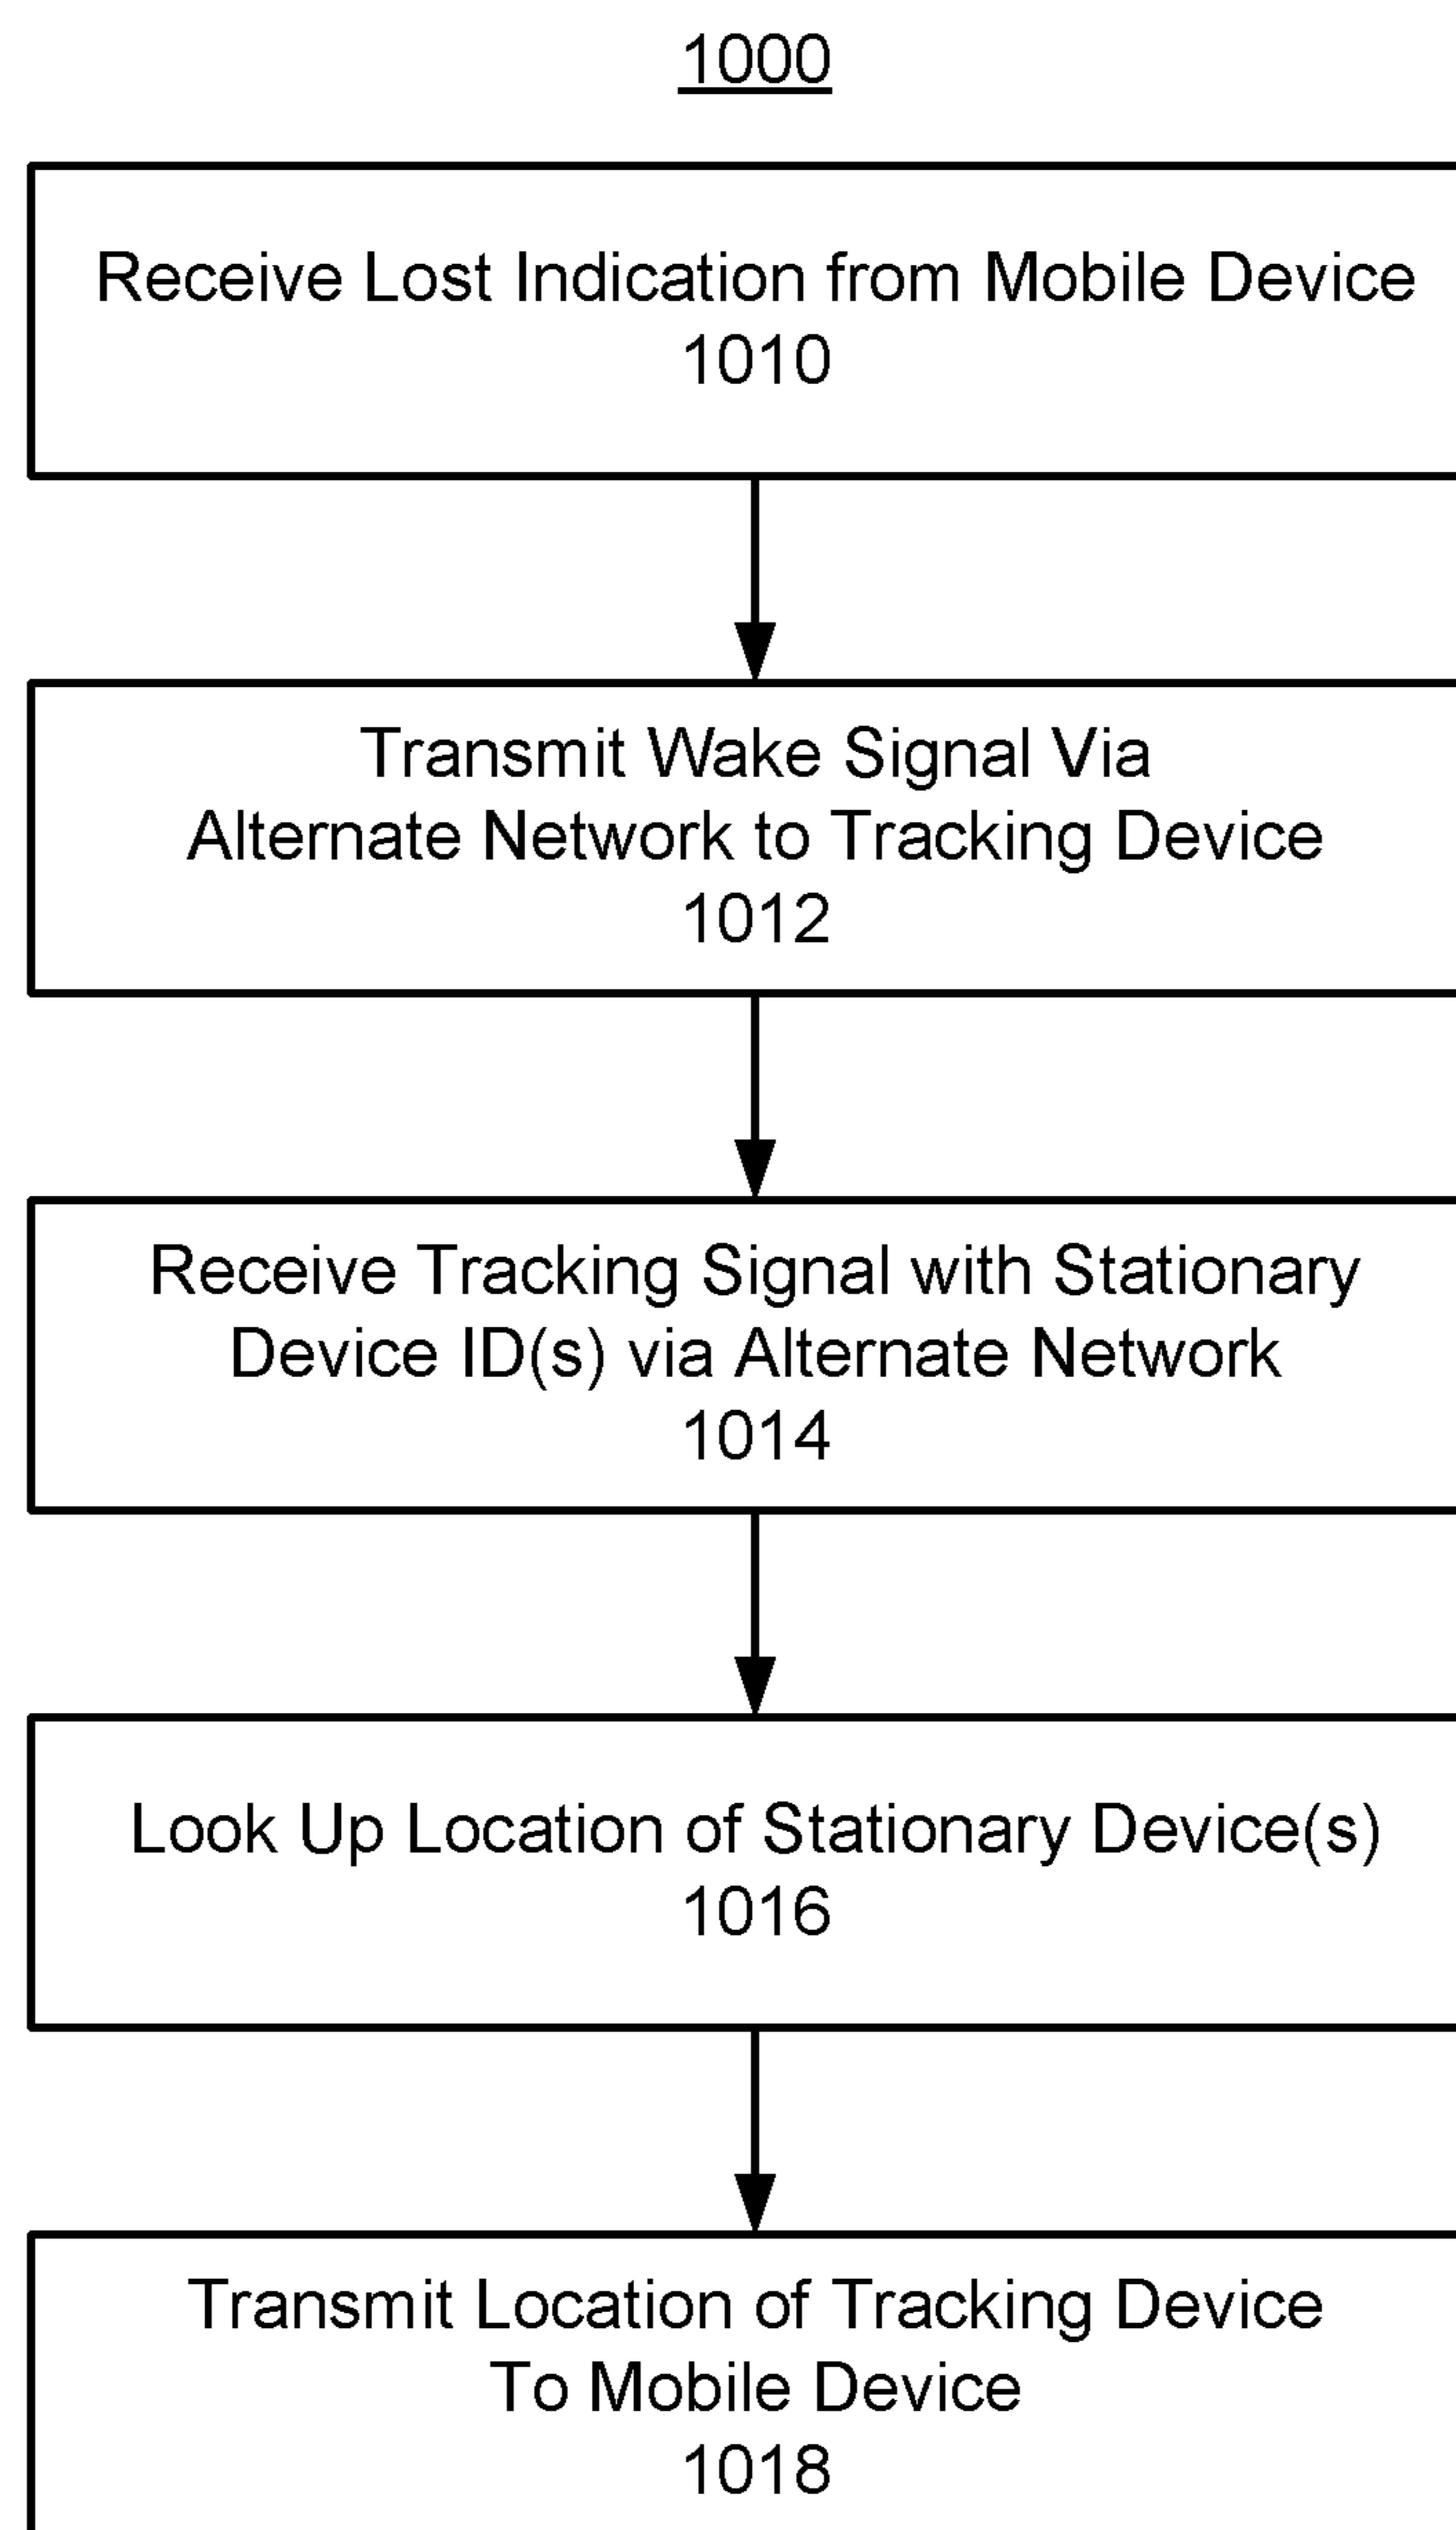 1000
Receive Lost Indication from Mobile Device
1010
Transmit Wake Signal Via
Alternate Network to Tracking Device
1012
Receive Tracking Signal with Stationary
Device ID(s) via Alternate Network
1014
Look Up Location of Stationary Device(s)
1016
Transmit Location of Tracking Device
To Mobile Device
1018